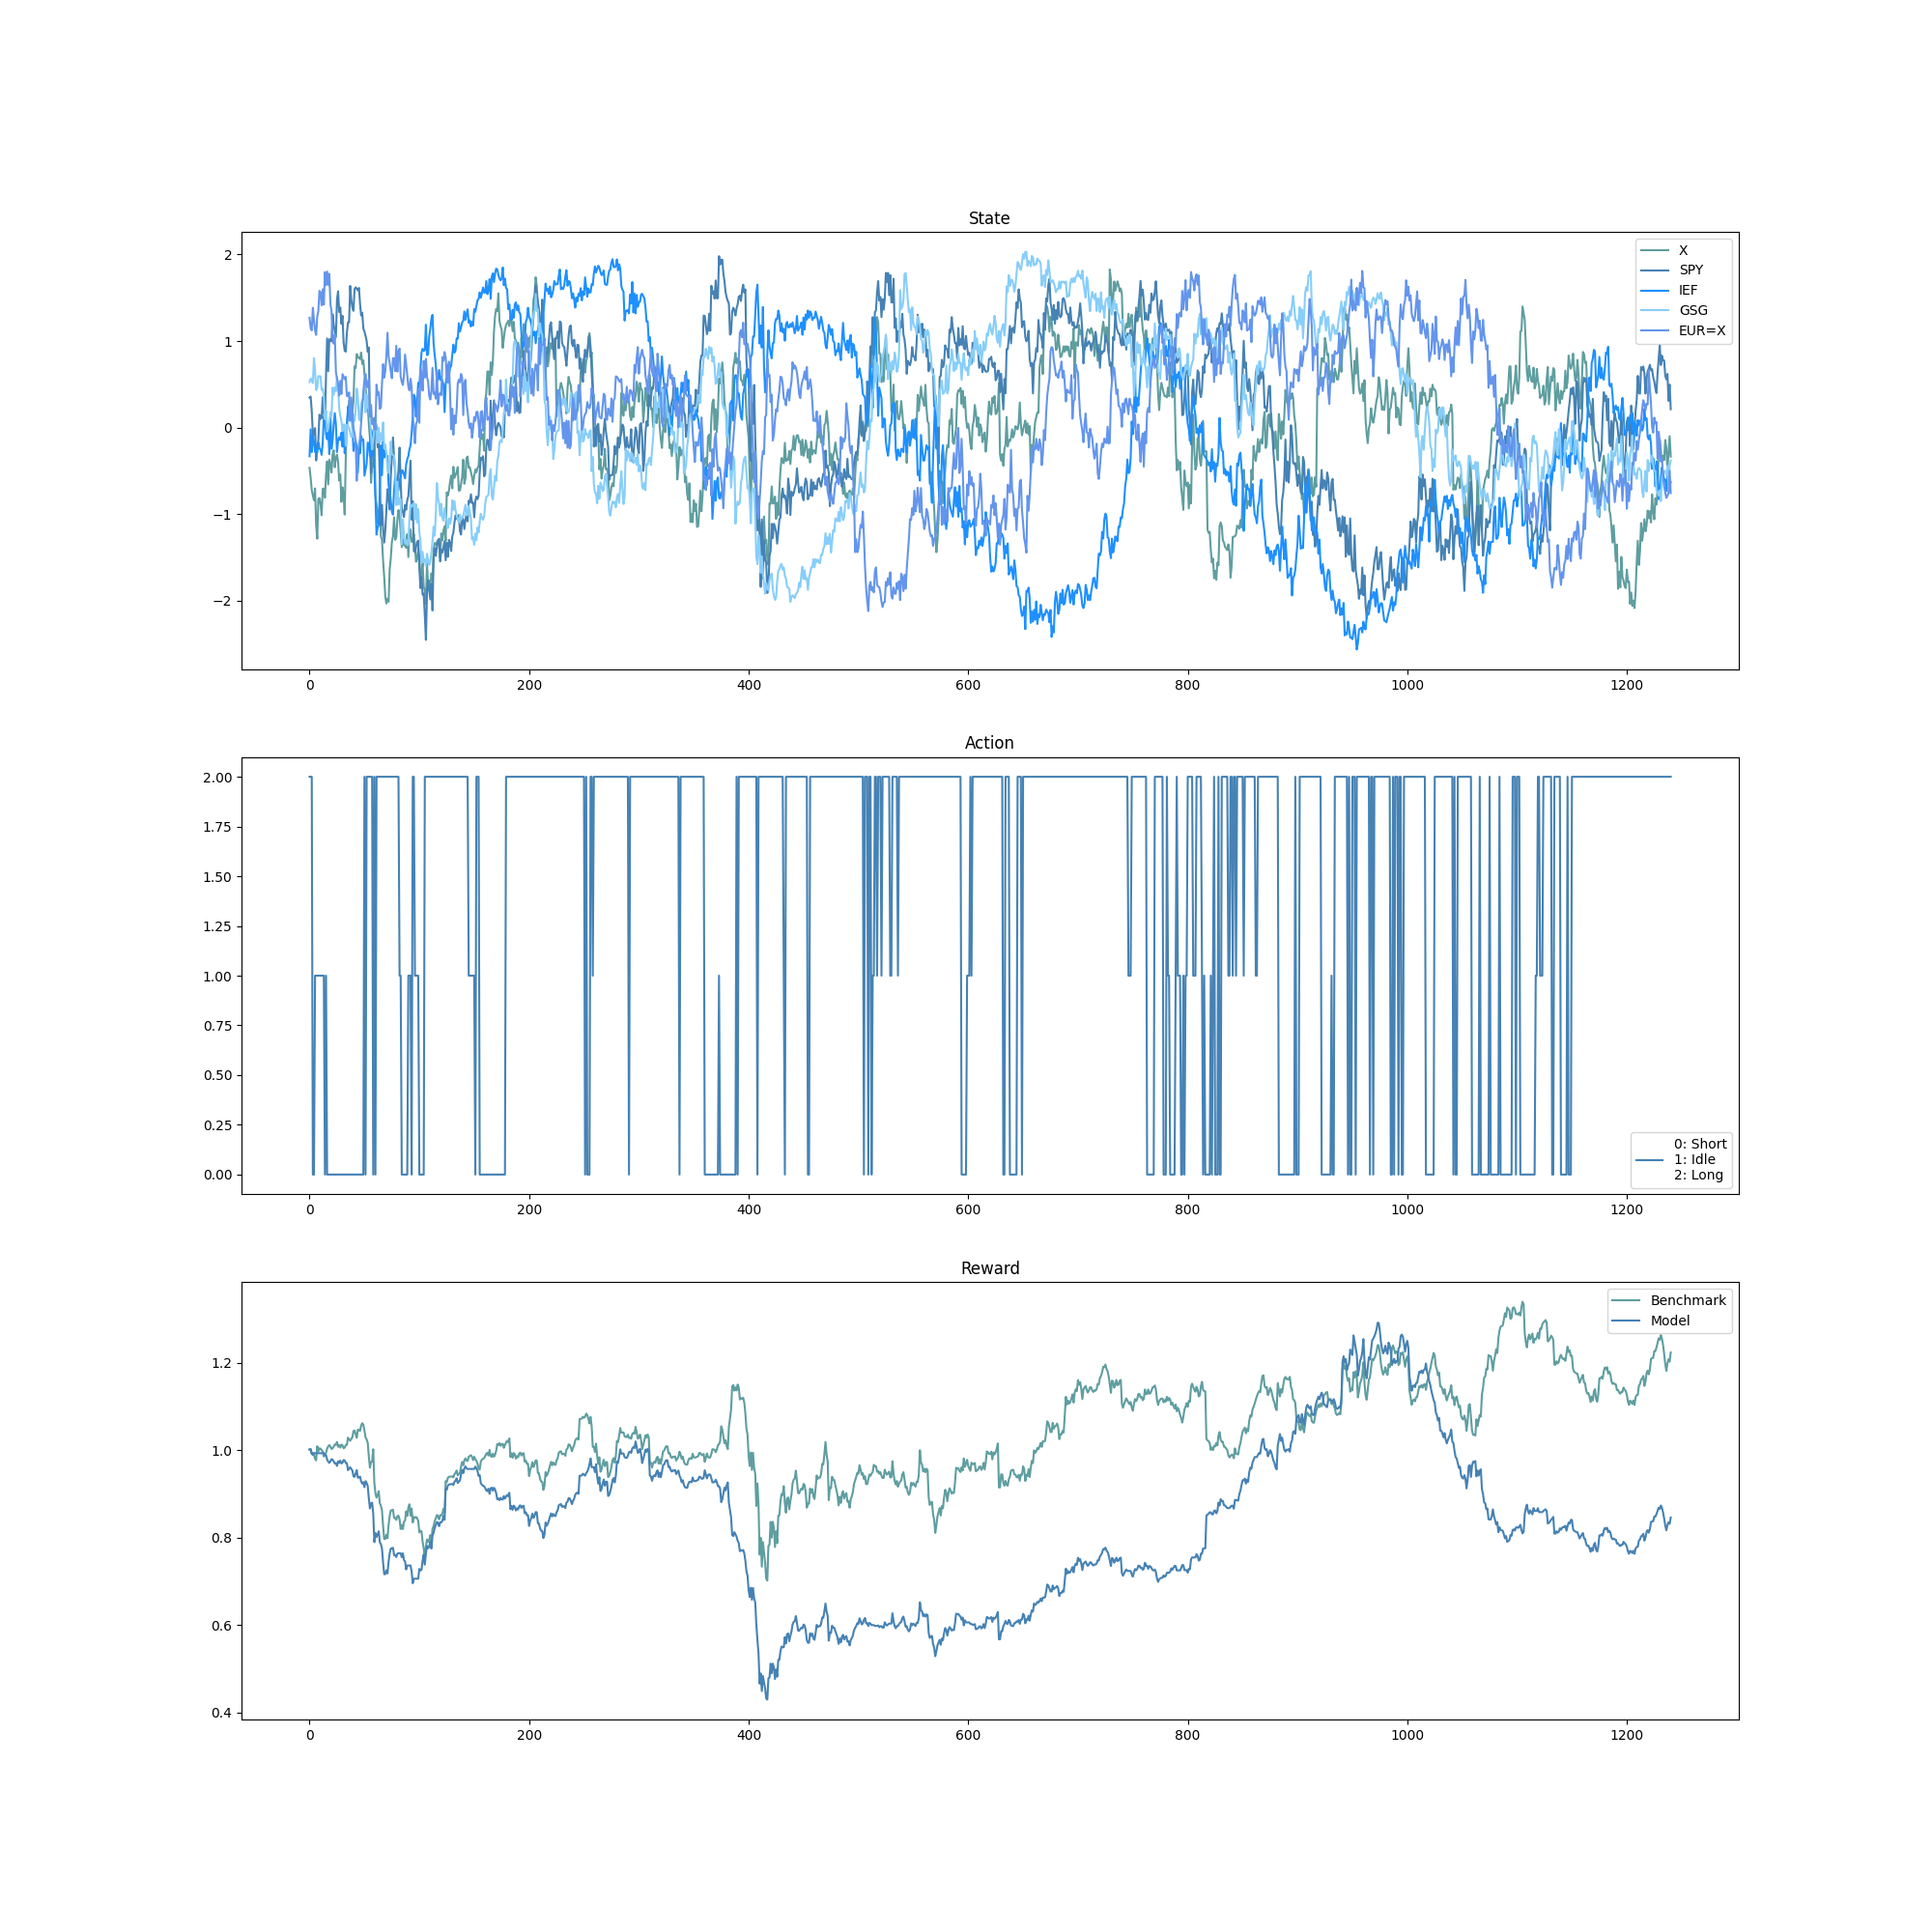 State
2
1
0
−1
−2
X
SPY
IEF
GSG
EUR=X
0 200 400 600 800 1000 1200
Action
2.00
1.75
1.50
1.25
1.00
0.75
0.50
0.25
0.00
0: Short
1: Idle
2: Long
0 200 400 600 800 1000 1200
Reward
Benchmark
Model
1.2
1.0
0.8
0.6
0.4
0 200 400 600 800 1000 1200